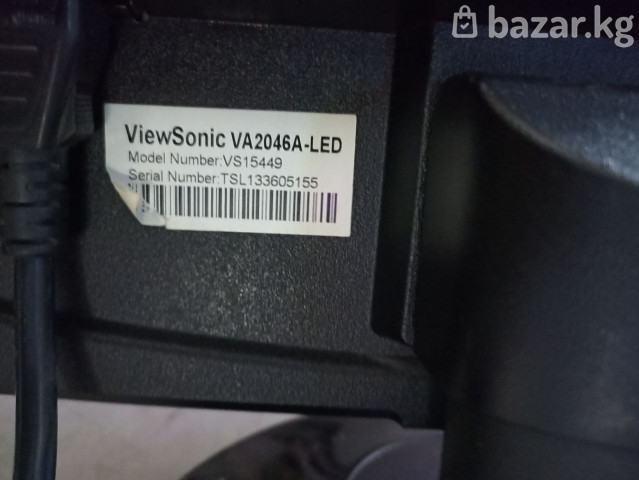 bazar.kg
ViewSonic VA2046A-LED
Model Number:VS15449
Serial Number:TSL133605155